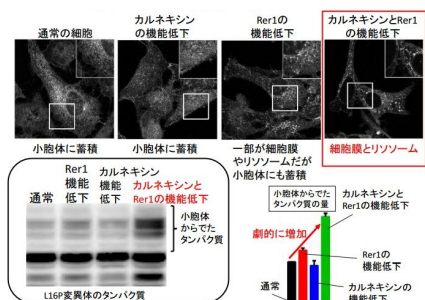 通常の細胞
カルネキシン
の機能低下
Rer1の
機能低下
カルネキシンとRer1
の機能低下
小胞体に蓄積
小胞体に蓄積
一部が細胞膜
やリソソームだが
小胞体にも蓄積
細胞膜とリソソーム
通常
Rer1
機能
低下
カルネキシン
機能
低下
カルネキシンと
Rer1の機能低下
小胞体
からでた
タンパク質
L16P変異体のタンパク質
小胞体からでた
タンパク質の量
カルネキシンと
Rer1の機能低下
劇的に増加
Rer1の
機能低下
通常
カルネキシンの
機能低下